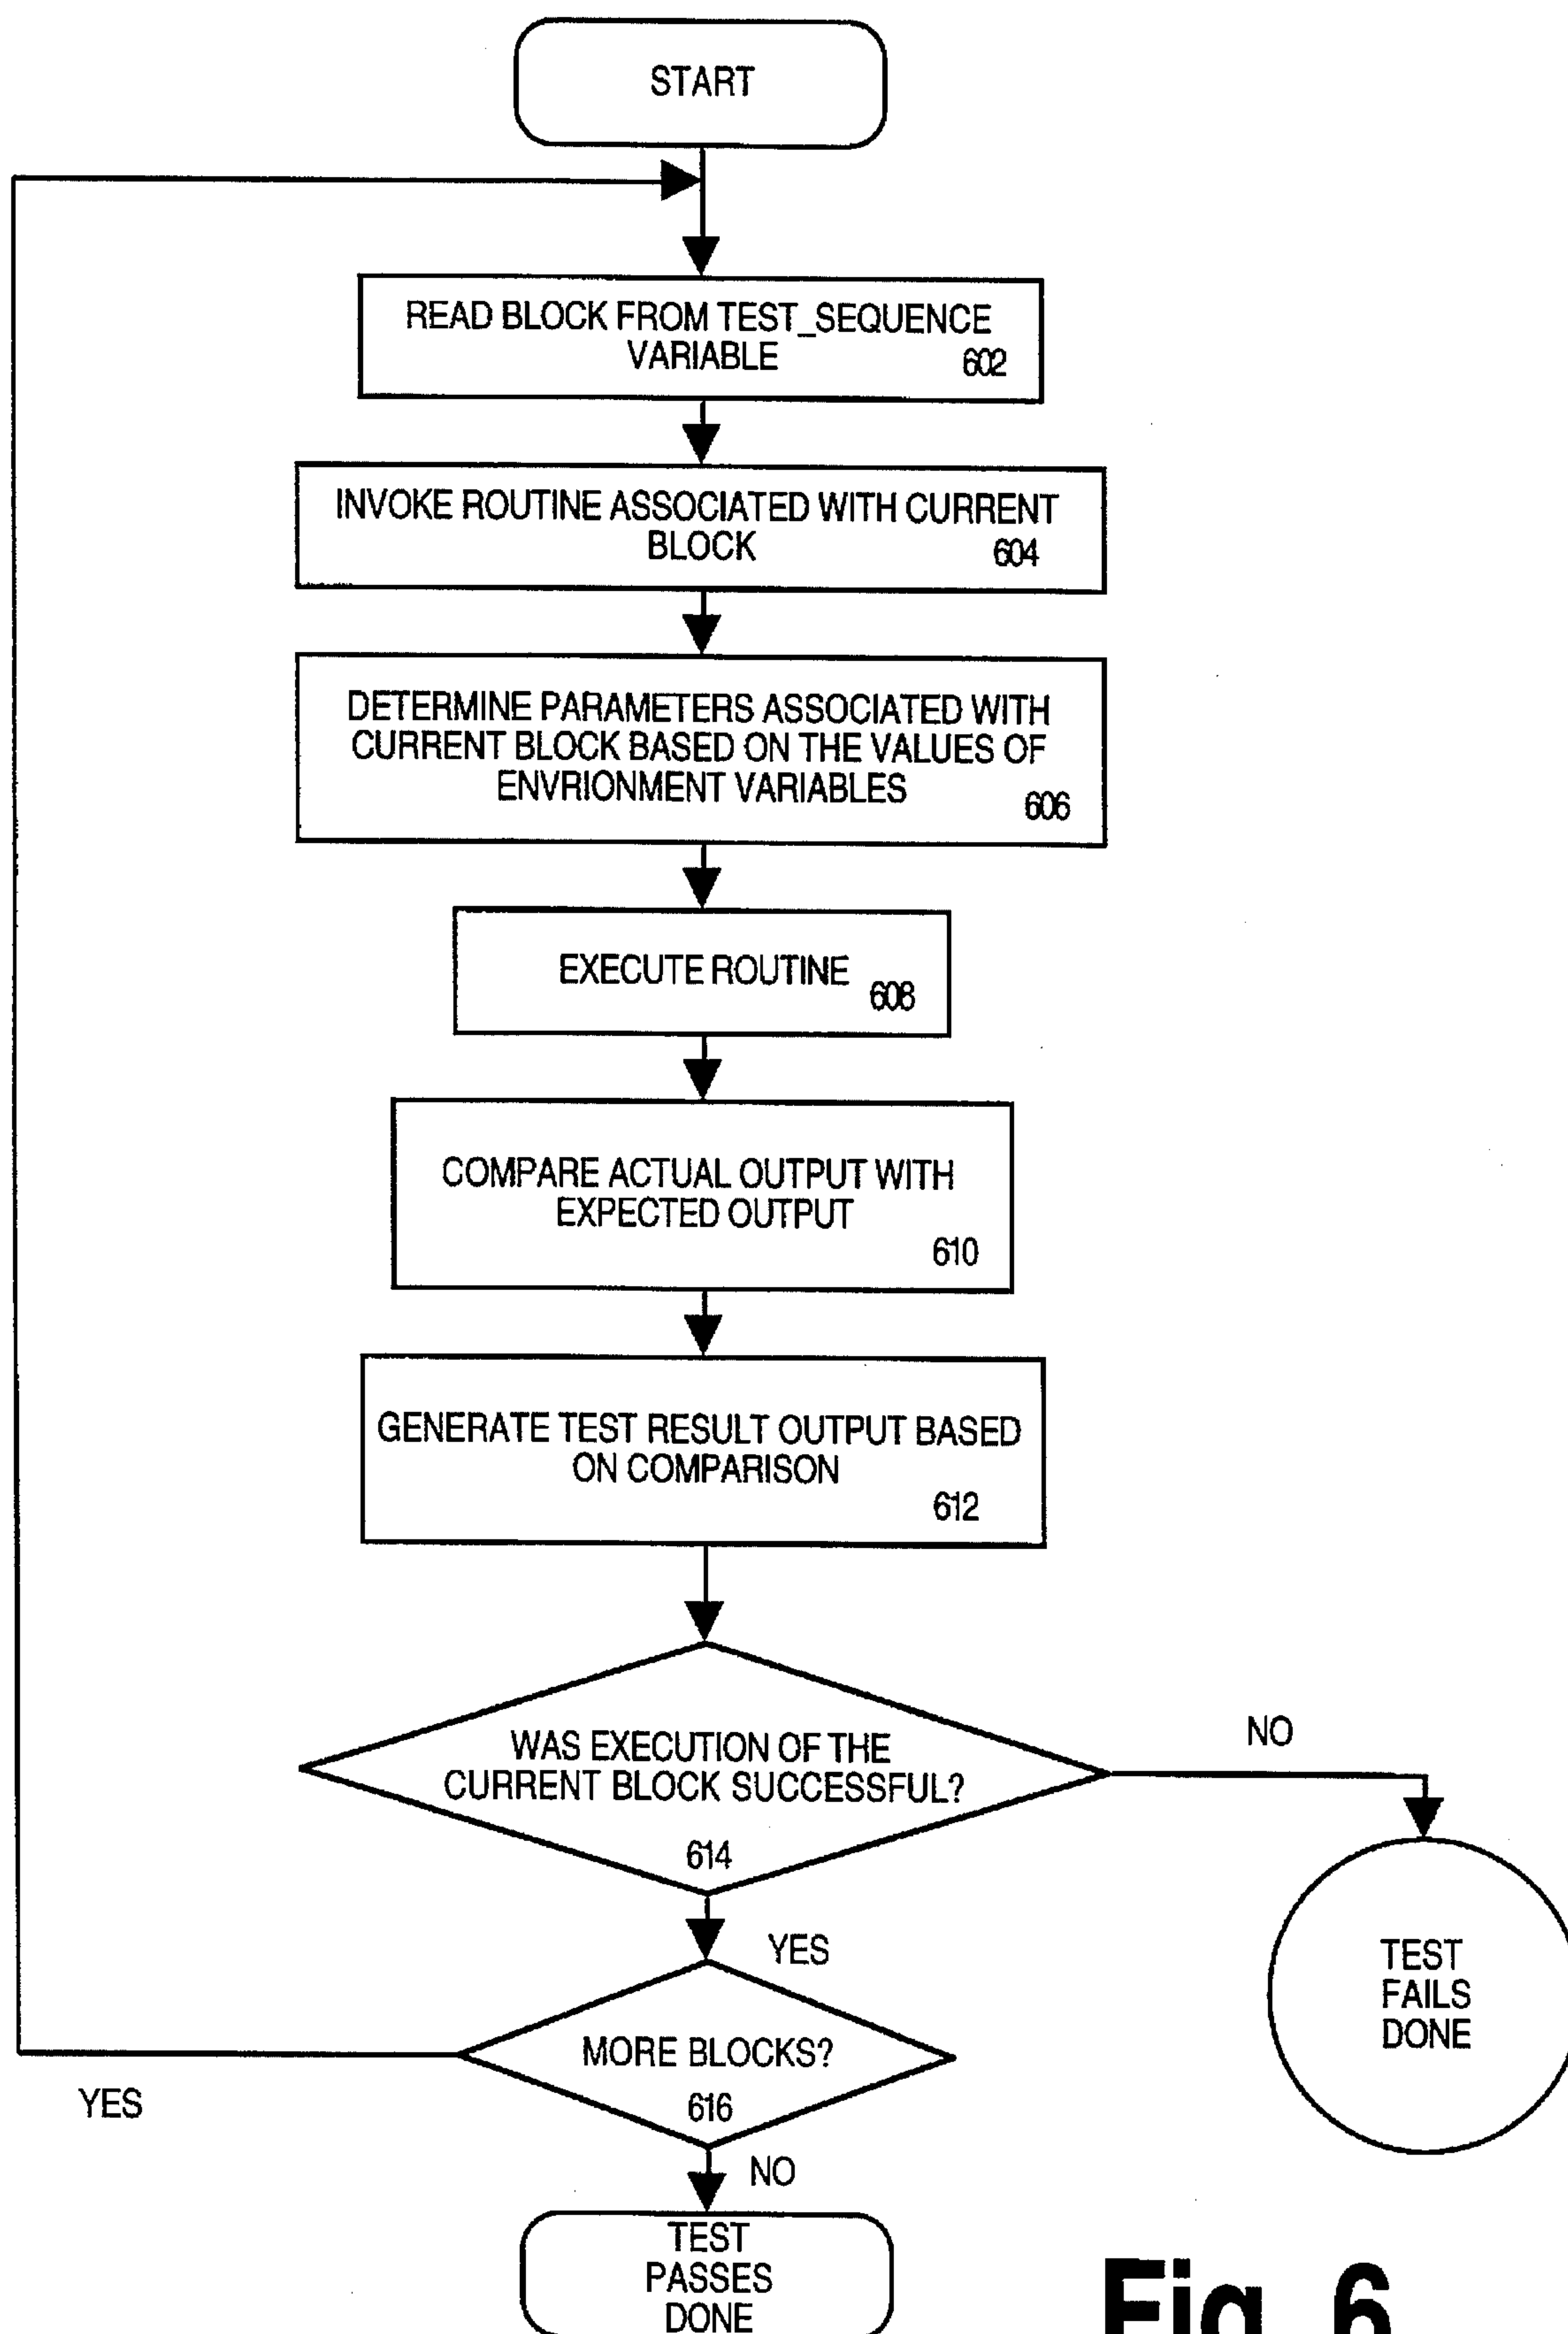 START
READ BLOCK FROM TEST_SEQUENCE
VARIABLE 602
INVOKE ROUTINE ASSOCIATED WITH CURRENT
BLOCK 604
DETERMINE PARAMETERS ASSOCIATED WITH
CURRENT BLOCK BASED ON THE VALUES OF
ENVRIONMENT VARIABLES 606
EXECUTE ROUTINE 608
COMPARE ACTUAL OUTPUT WITH
EXPECTED OUTPUT
610
GENERATE TEST RESULT OUTPUT BASED
ON COMPARISON
612
NO
WAS EXECUTION OF THE
CURRENT BLOCK SUCCESSFUL?
614
YES
TEST
FAILS
DONE
MORE BLOCKS?
616
YES
NO
TEST
PASSES
DONE
Fig. 6